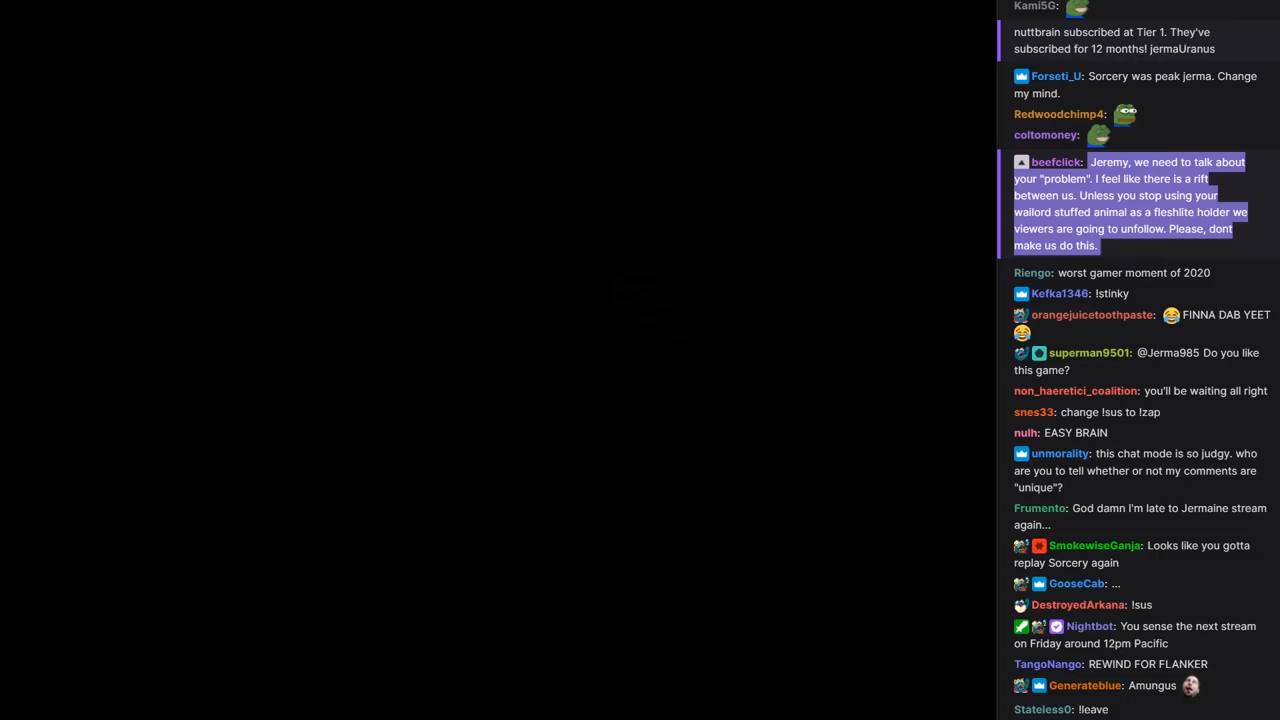 Kami5G:
nuttbrain subscribed at Tier 1. They've
subscribed for 12 months! jermaUranus
Forseti_U: Sorcery was peak jerma. Change
my mind.
Redwoodchimp4:
coltomoney:
beefclick: Jeremy, we need to talk about
your "problem". I feel like there is a rift
between us. Unless you stop using your
wailord stuffed animal as a fleshlite holder we
viewers are going to unfollow. Please, dont
make us do this.
Riengo: worst gamer moment of 2020
Kefka1346: !stinky
orangejuicetoothpaste: 😂 FINNA DAB YEET
😂
superman9501: @Jerma985 Do you like
this game?
non_haeretici_coalition: you'll be waiting all right
snes33: change !sus to !zap
nulh: EASY BRAIN
unmorality: this chat mode is so judgy. who
are you to tell whether or not my comments are
"unique"?
Frumento: God damn I'm late to Jermaine stream
again...
SmokewiseGanja: Looks like you gotta
replay Sorcery again
GooseCab: ...
DestroyedArkana: !sus
Nightbot: You sense the next stream
on Friday around 12pm Pacific
TangoNango: REWIND FOR FLANKER
Generateblue: Amungus
Stateless0: !leave